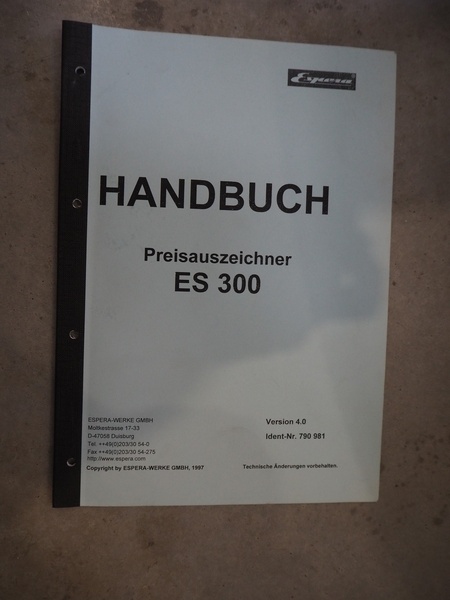 Espera
HANDBUCH
Preisauszeichner
ES 300
ESPERA-WERKE GMBH
Moltkestrasse 17-33
D-47058 Duisburg
Tel ++49(0)203/30 54-0
Fax ++49(0)203/30 54-275
http://www.espera.com
Copyright by ESPERA-WERKE GMBH, 1997
Version 4.0
Ident-Nr. 790 981
Technische Änderungen vorbehalten.